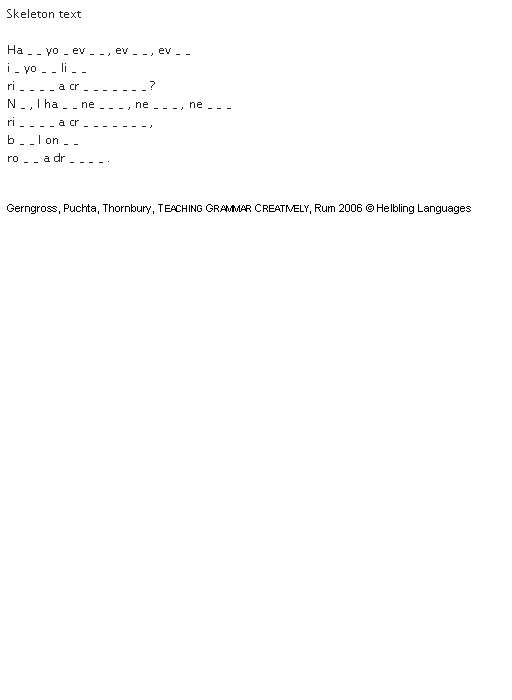 Skeleton text
Ha _ _ yo _ ev _ _ , ev _ _ , ev _ _
i _ yo _ _ li _ _
ri _ _ _ _ a cr _ _ _ _ _ _ _ ?
N _ , I ha _ _ ne _ _ _ , ne _ _ _ , ne _ _ _
ri _ _ _ _ a cr _ _ _ _ _ _ _ ,
b _ _ I on _ _
ro _ _ a dr _ _ _ _ .
Gerngross, Puchta, Thornbury, TEACHING GRAMMAR CREATIVELY, Rum 2006 © Helbling Languages